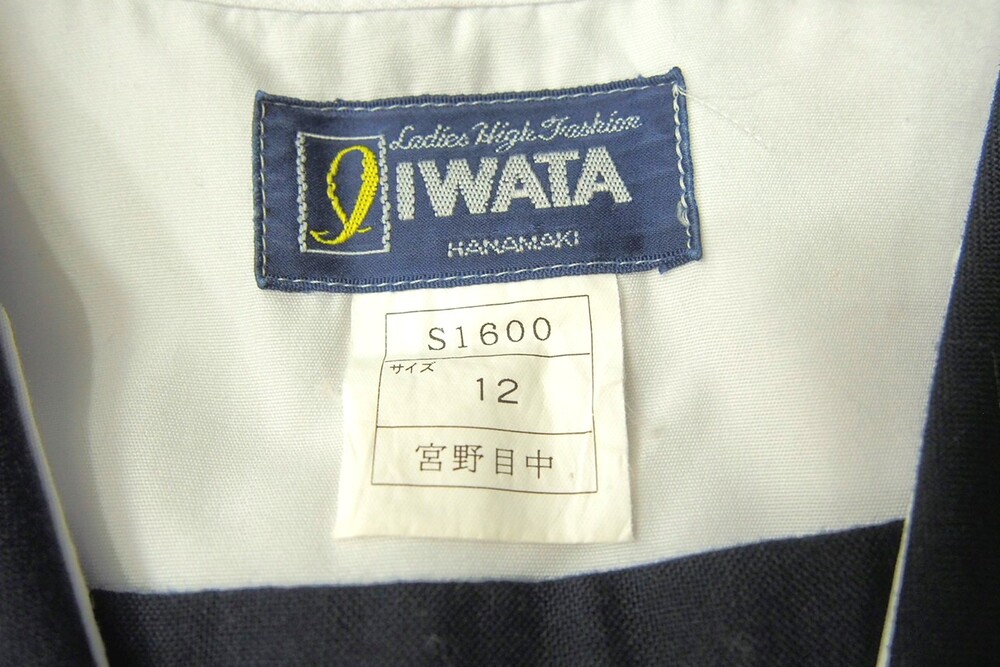 Ladies High Fashion
IWATA
HANAMAKI
S1600
サイズ
12
宮野目中